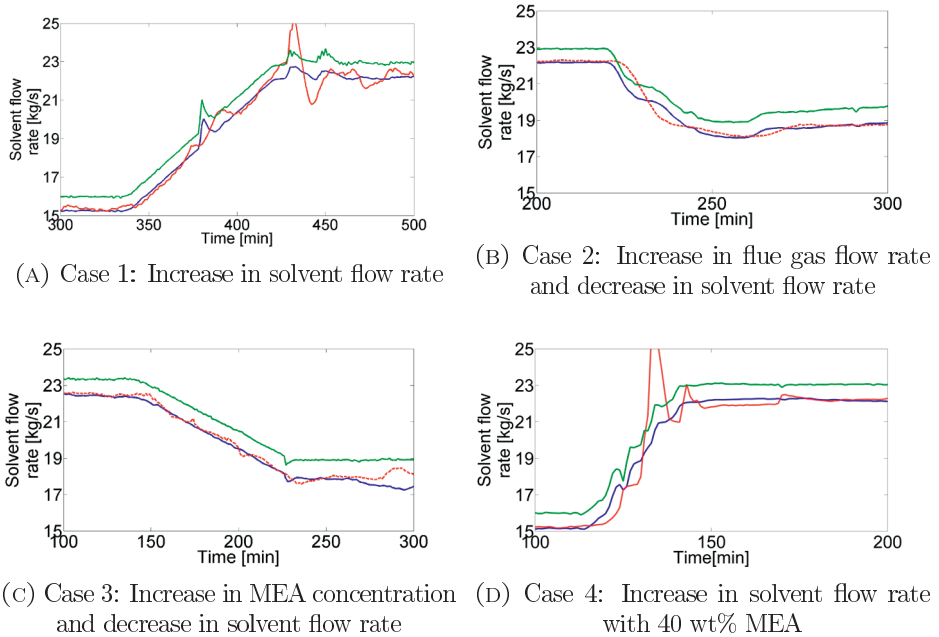 25
23
21
19
17
15
Solvent flow
rate [kg/s]
300 350 400 450 500
Time [min]
(A) Case 1: Increase in solvent flow rate
25
23
21
19
17
15
Solvent flow
rate [kg/s]
200 250 300
Time [min]
(B) Case 2: Increase in flue gas flow rate
and decrease in solvent flow rate
25
23
21
19
17
15
Solvent flow
rate [kg/s]
100 150 200 250 300
Time [min]
(C) Case 3: Increase in MEA concentration
and decrease in solvent flow rate
25
23
21
19
17
15
Solvent flow
rate [kg/s]
100 150 200
Time[min]
(D) Case 4: Increase in solvent flow rate
with 40 wt% MEA